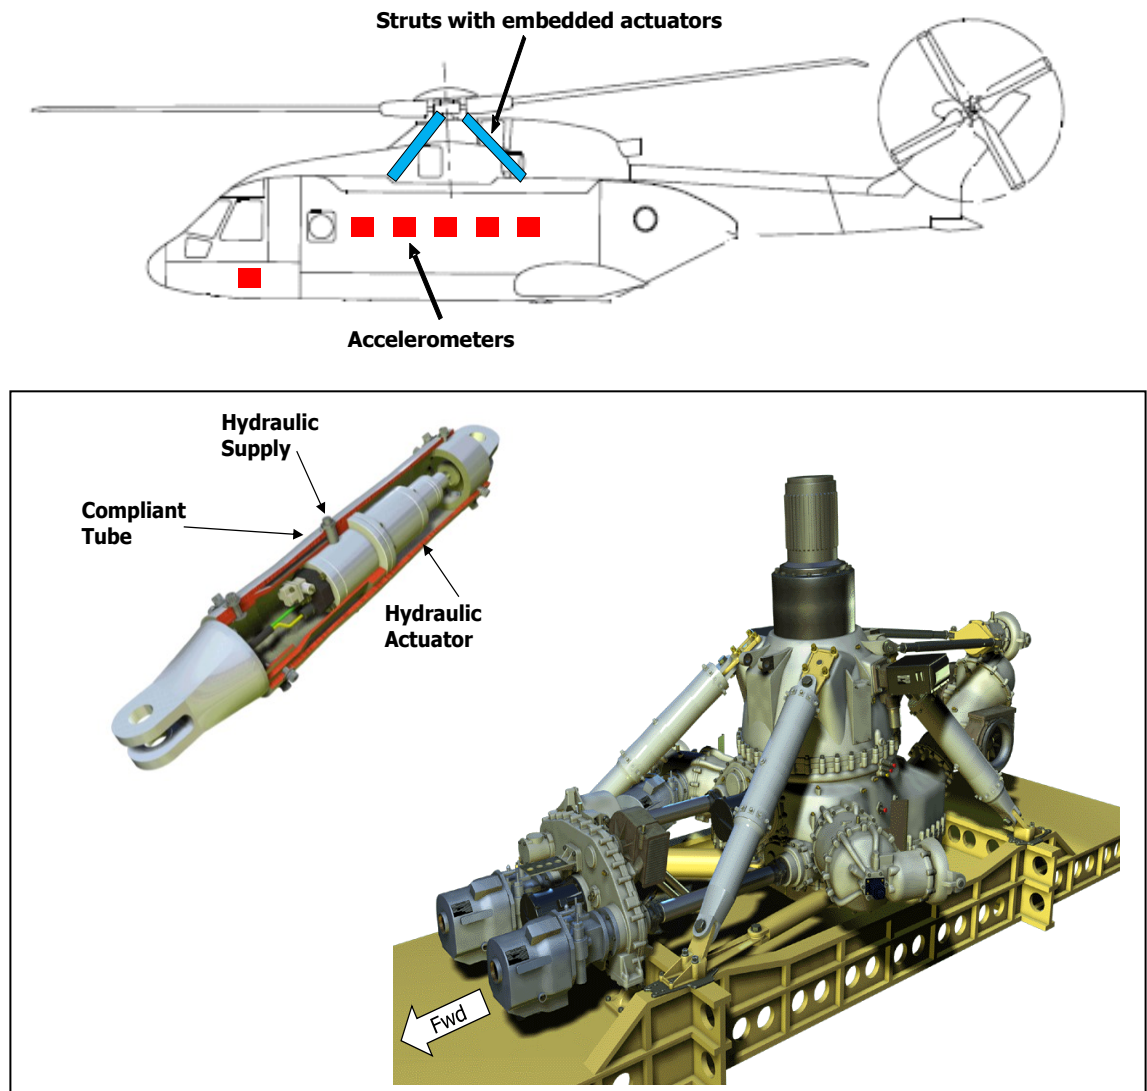 Struts with embedded actuators
Accelerometers
Hydraulic
Supply
Compliant
Tube
Hydraulic
Actuator
Fwd